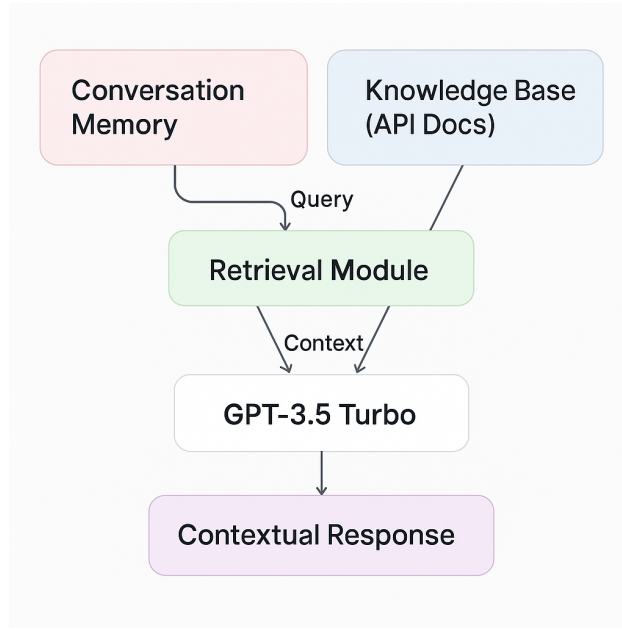 Conversation
Memory
Knowledge Base
(API Docs)
Query
Retrieval Module
Context
GPT-3.5 Turbo
Contextual Response